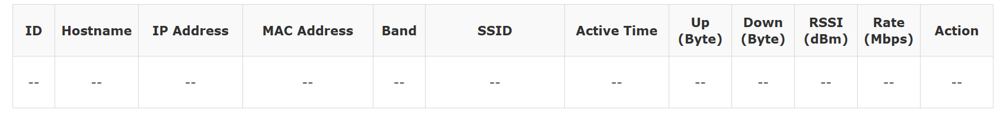 ID Hostname IP Address MAC Address Band SSID Active Time Up (Byte) Down (Byte) RSSI (dBm) Rate (Mbps) Action
-- -- -- -- -- -- -- -- -- -- -- --